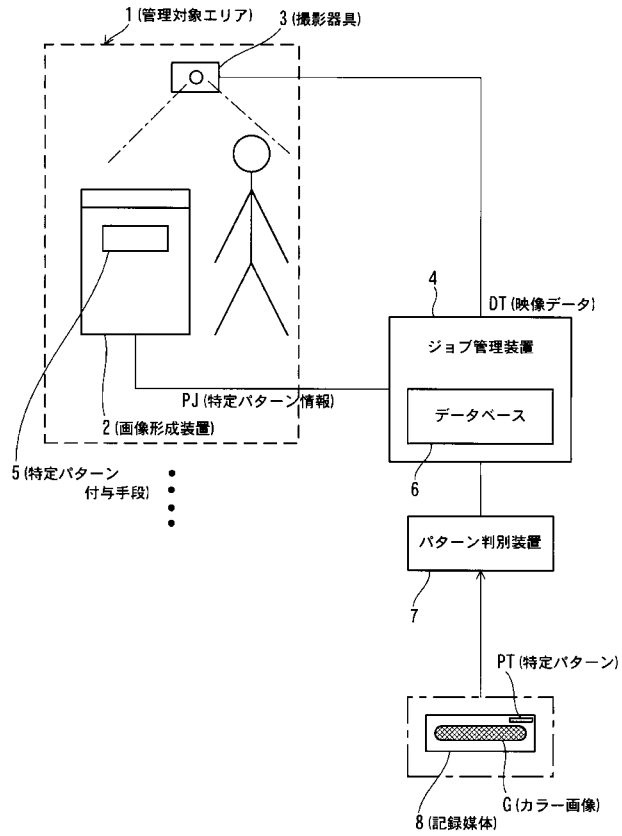 1(管理対象エリア)
3(撮影器具)
4
DT(映像データ)
ジョブ管理装置
データベース
PJ(特定パターン情報)
2(画像形成装置)
5(特定パターン
付与手段)
6
パターン判別装置
7
PT(特定パターン)
G(カラー画像)
8(記録媒体)